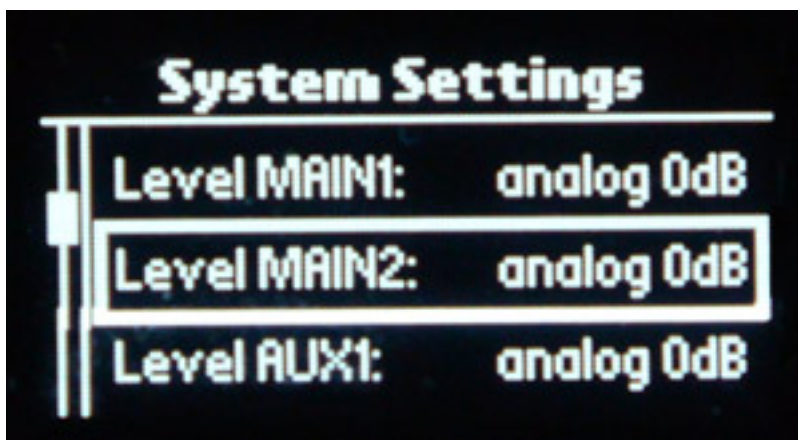 System Settings
Level MAIN1: analog 0dB
Level MAIN2: analog 0dB
Level AUX1: analog 0dB